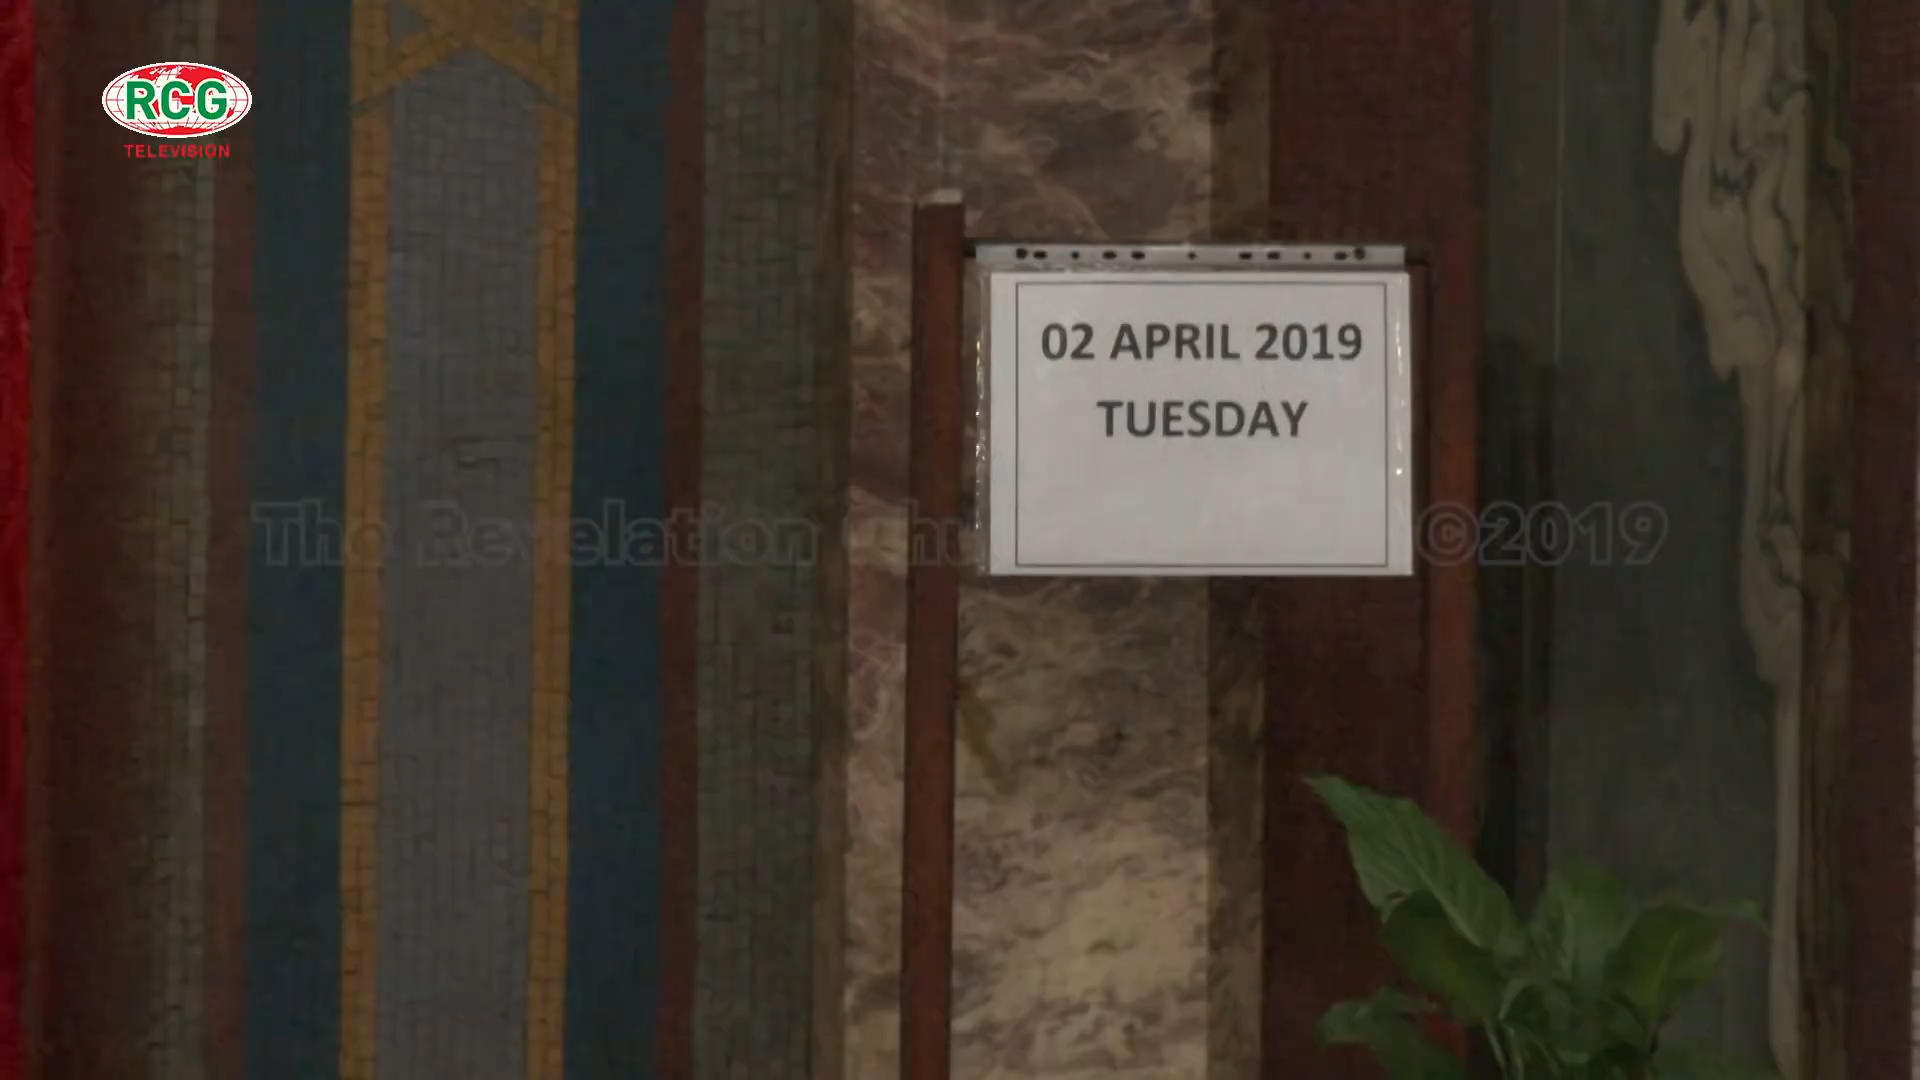 RCG
TELEVISION
02 APRIL 2019
TUESDAY
The Revelation ©2019